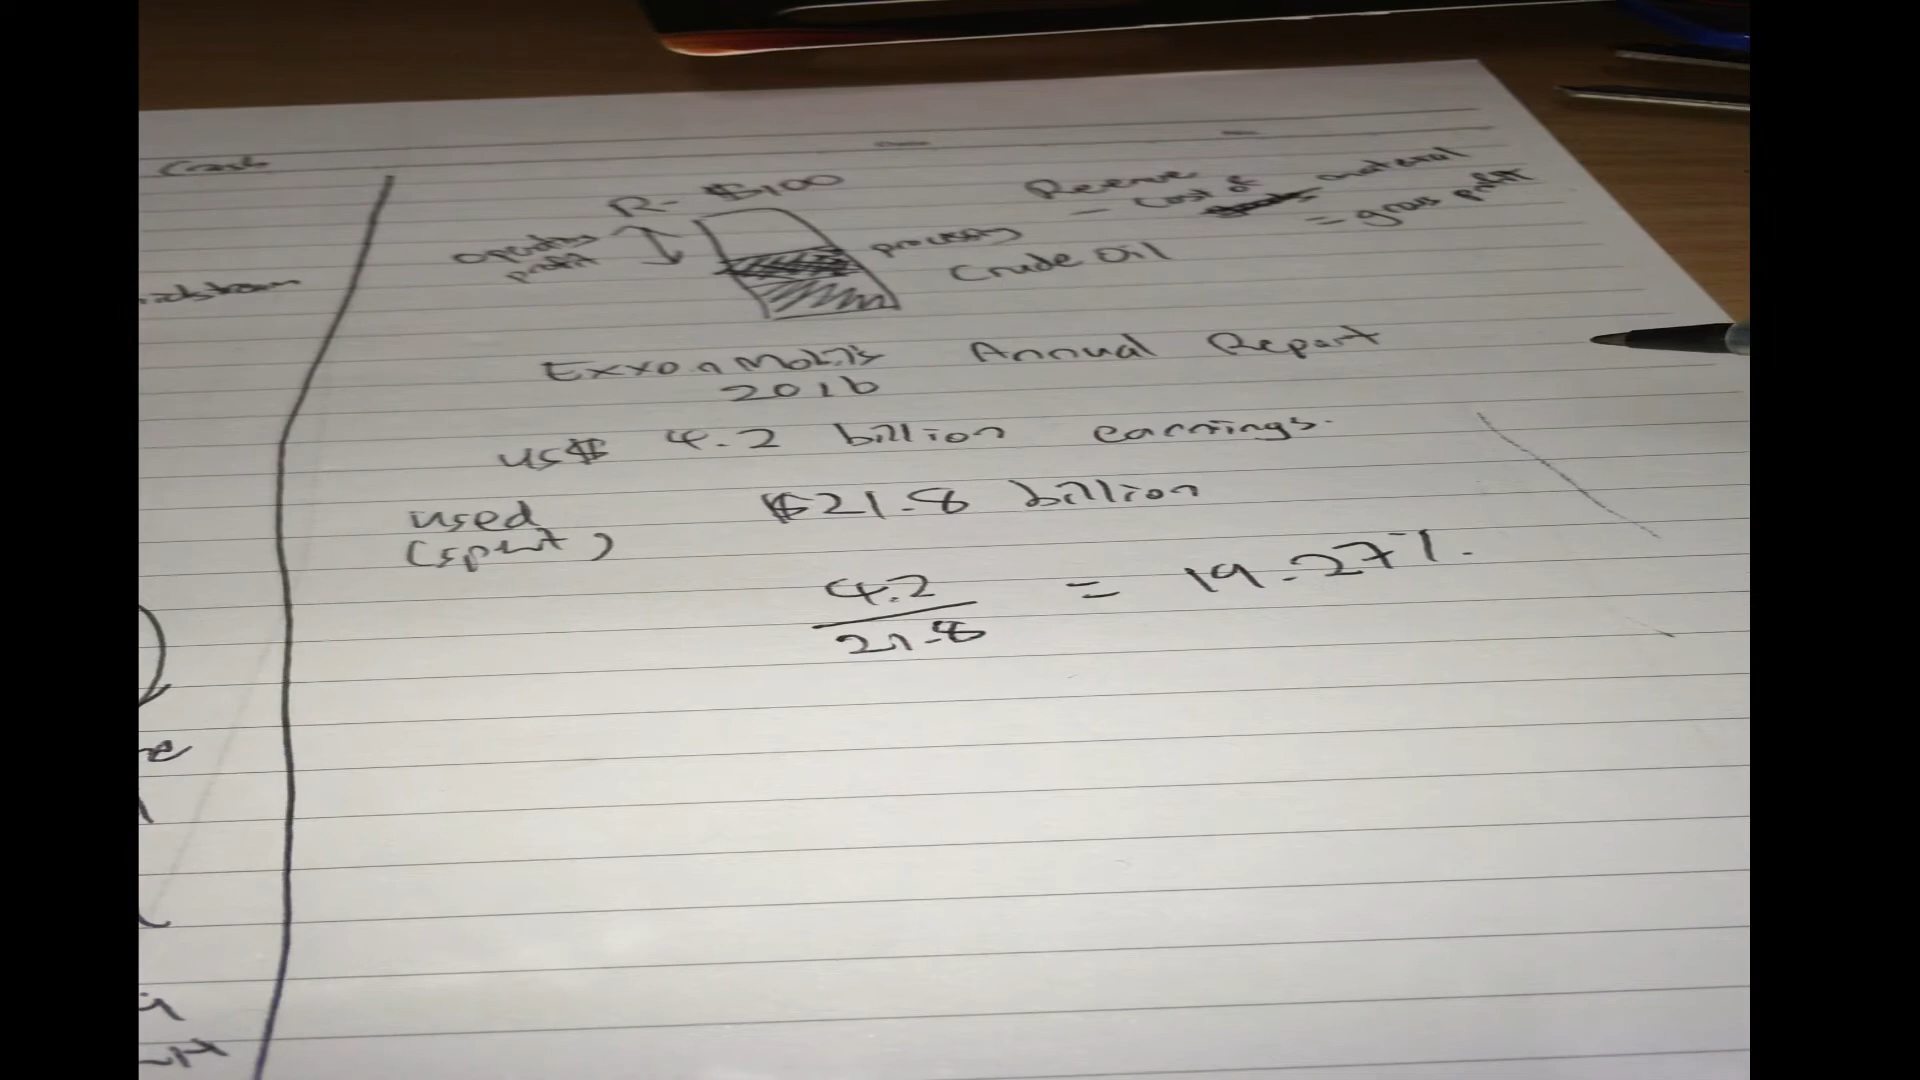 Crash
R- $100
Revenue
- Cost of material
= gross profit
operating
profit
processing
Crude Oil
ExxonMobil's Annual Report
2016
US$ 4.2 billion earnings.
used $21.8 billion
(spent)
4.2
21.8
= 19.27%.